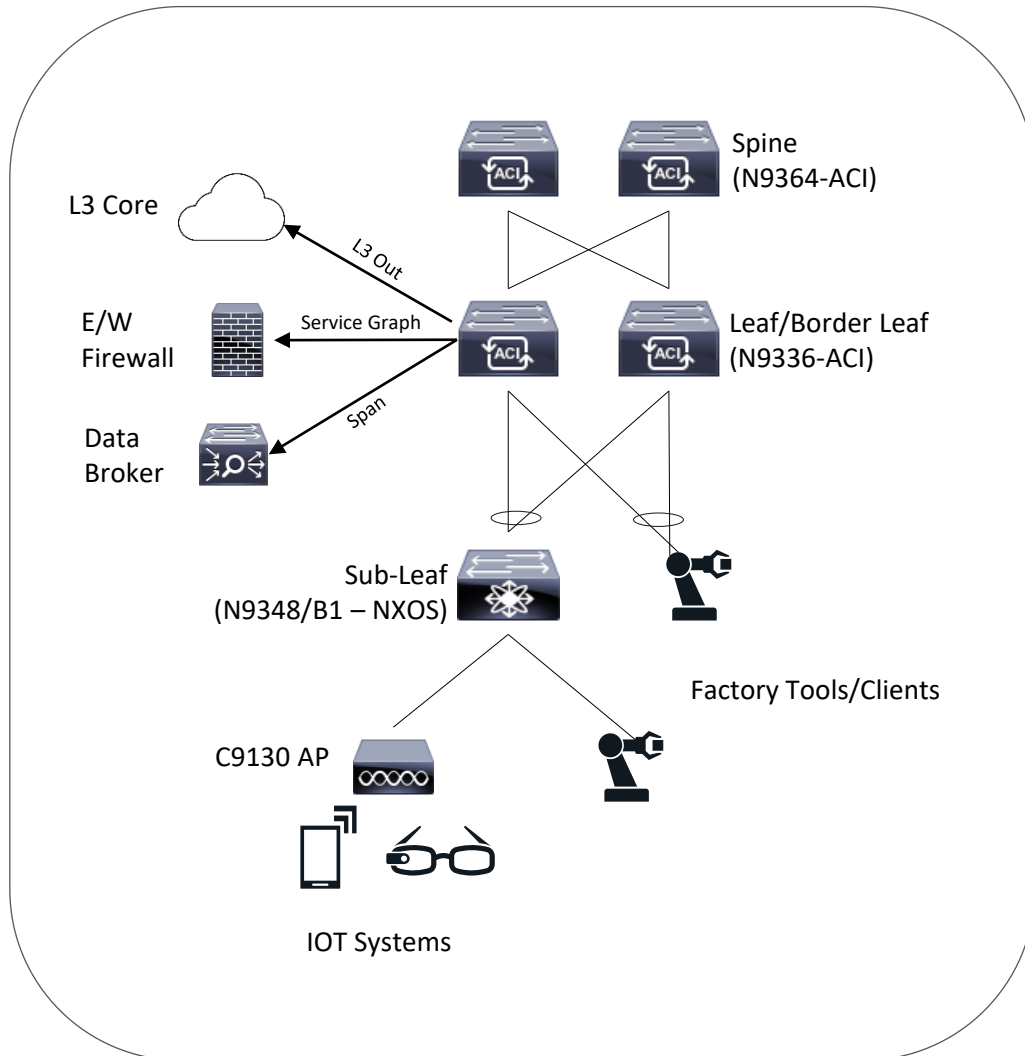 ACI
ACI
Spine
(N9364-ACI)
L3 Core
L3 Out
E/W
Firewall
Service Graph
ACI
ACI
Leaf/Border Leaf
(N9336-ACI)
Span
Data
Broker
Sub-Leaf
(N9348/B1 – NXOS)
Factory Tools/Clients
C9130 AP
IOT Systems